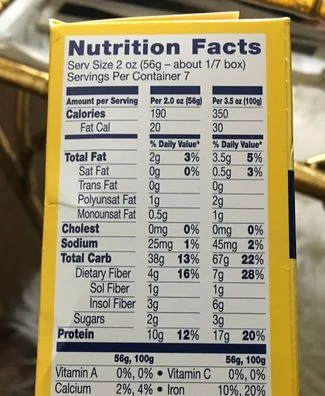 Nutrition Facts
Serv Size 2 oz (56g – about 1/7 box)
Servings Per Container 7
Amount per Serving Per 2.0 oz (56g) Per 3.5 oz (100g)
Calories 190 350
Fat Cal 20 30
% Daily Value* % Daily Value*
Total Fat 2g 3% 3.5g 5%
Sat Fat 0g 0% 0.5g 3%
Trans Fat 0g 0g
Polyunsat Fat 1g 2g
Monounsat Fat 0.5g 1g
Cholest 0mg 0% 0mg 0%
Sodium 25mg 1% 45mg 2%
Total Carb 38g 13% 67g 22%
Dietary Fiber 4g 16% 7g 28%
Sol Fiber 1g 1g
Insol Fiber 3g 6g
Sugars 2g 3g
Protein 10g 12% 17g 20%
56g, 100g 56g, 100g
Vitamin A 0%, 0% • Vitamin C 0%, 0%
Calcium 2%, 4% • Iron 10%, 20%